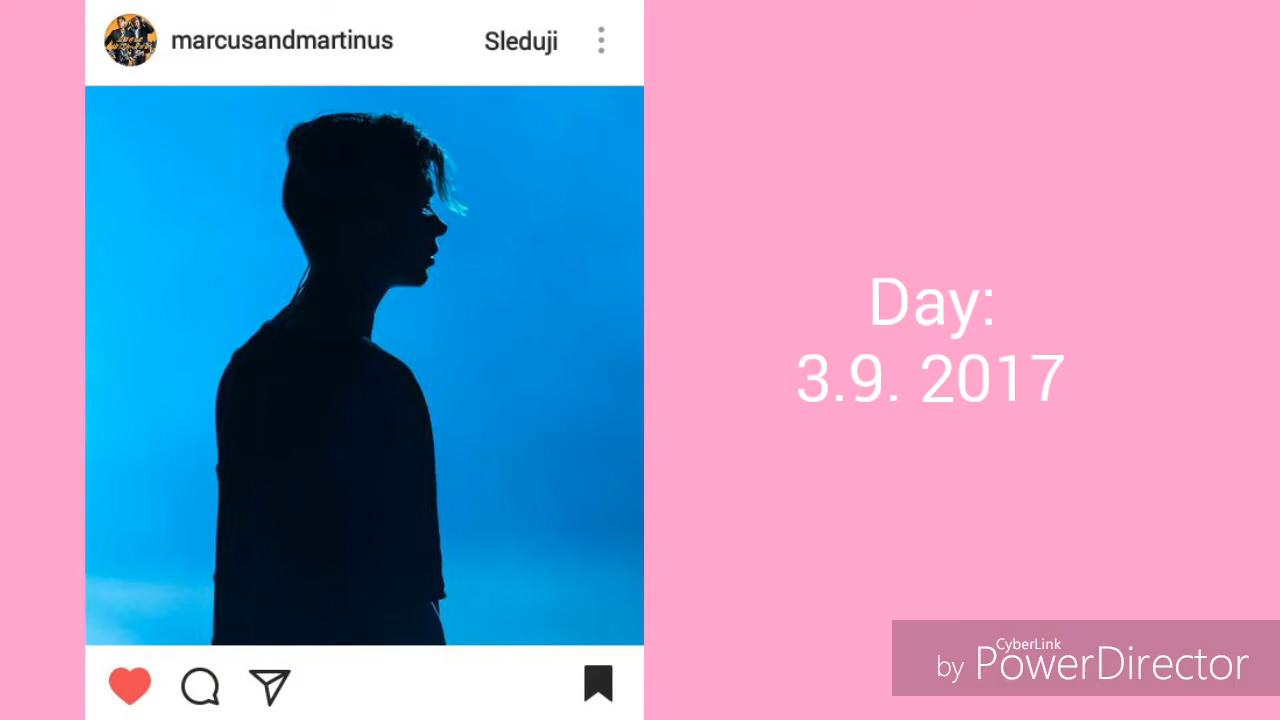 marcusandmartinus
Sleduji
Day:
3.9. 2017
CyberLink
by PowerDirector